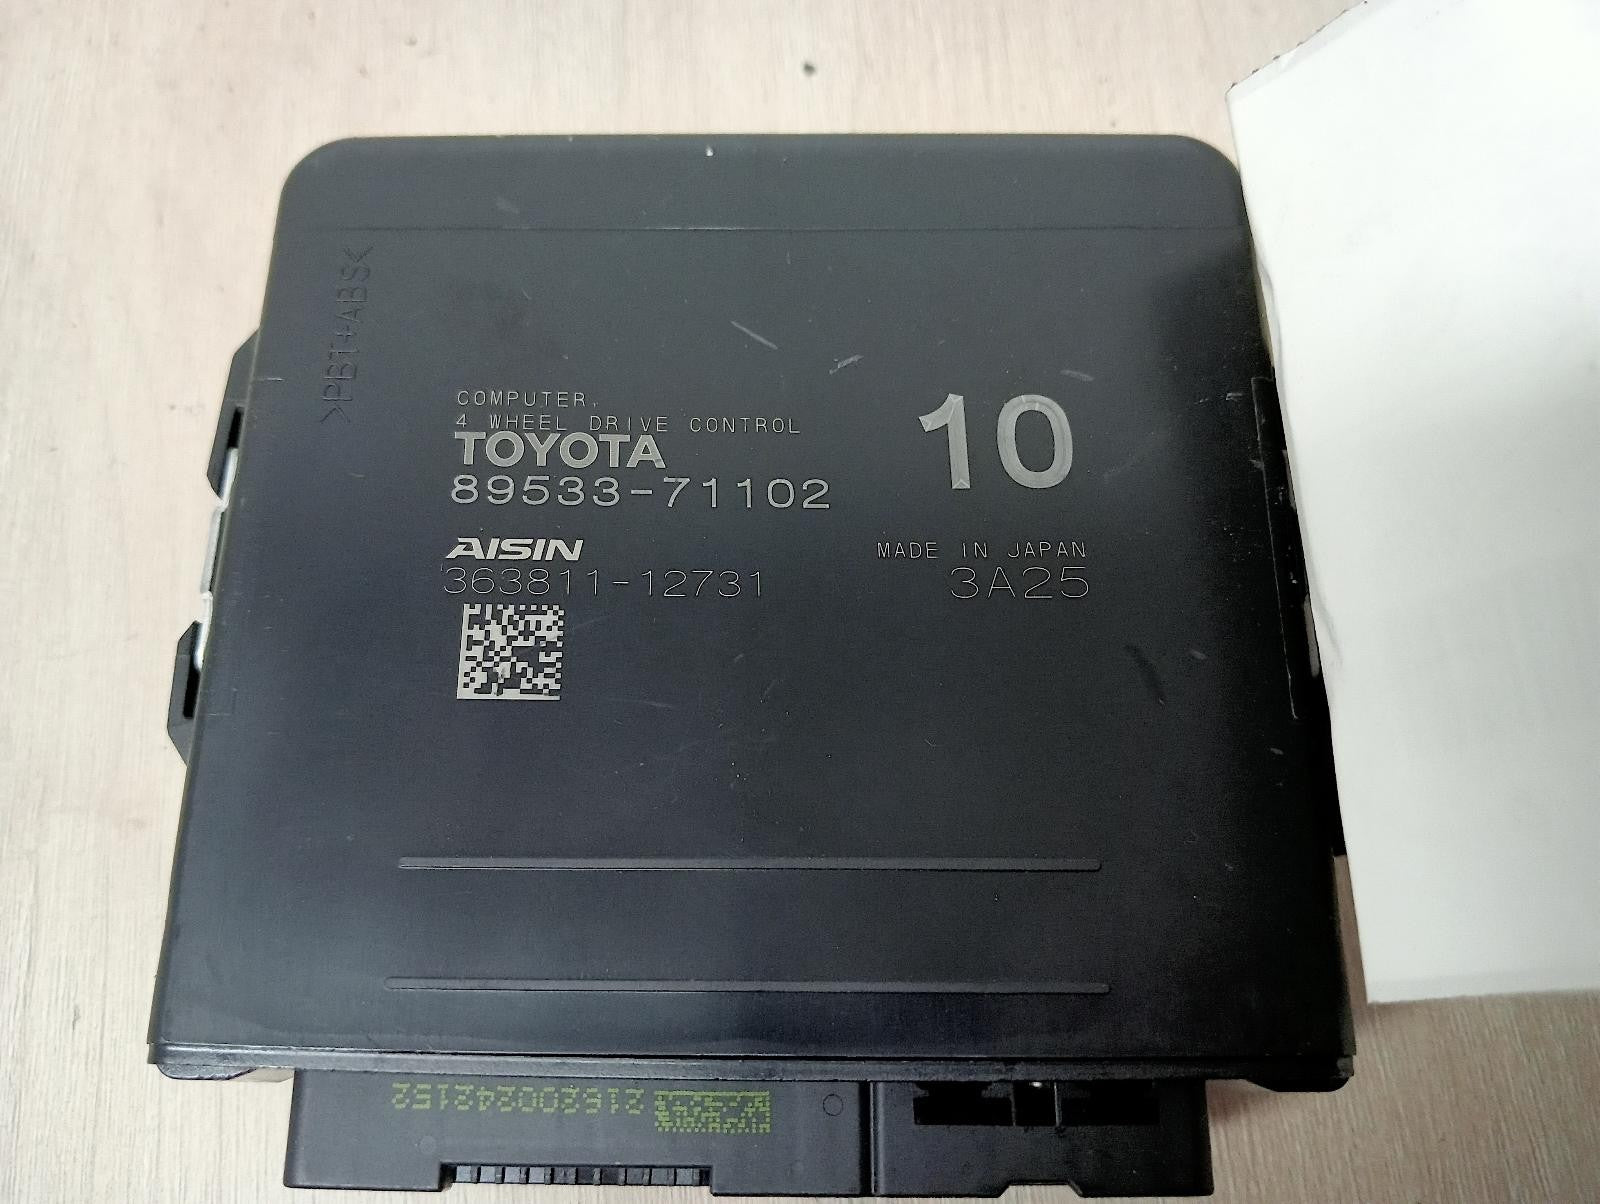 >PBT+ABS<
COMPUTER,
4 WHEEL DRIVE CONTROL
TOYOTA
89533-71102
10
AISIN
363811-12731
MADE IN JAPAN
3A25